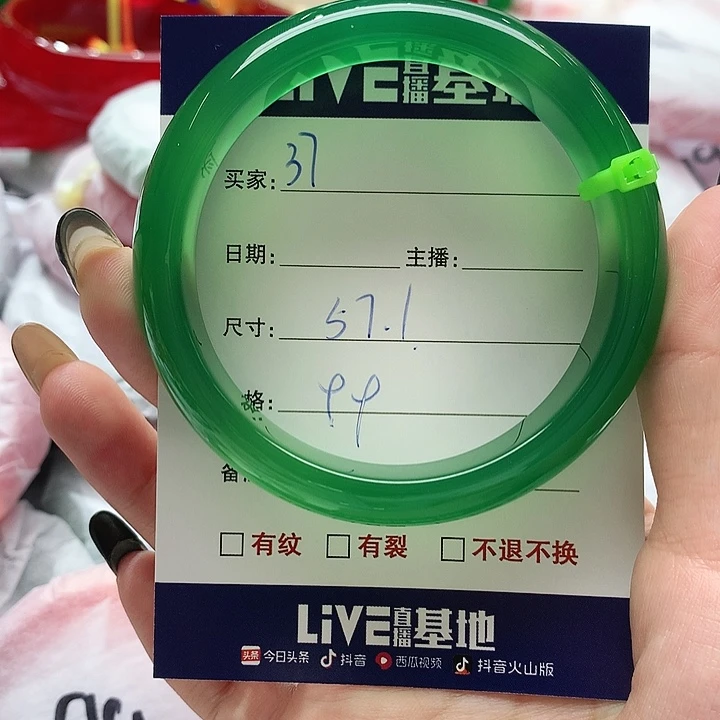 LiVE直播基地
买家: 37
日期: 主播:
尺寸: 57.1
格: 99
备
□有纹 □有裂 □不退不换
LiVE直播基地
头条 今日头条 抖音 西瓜视频 抖音火山版